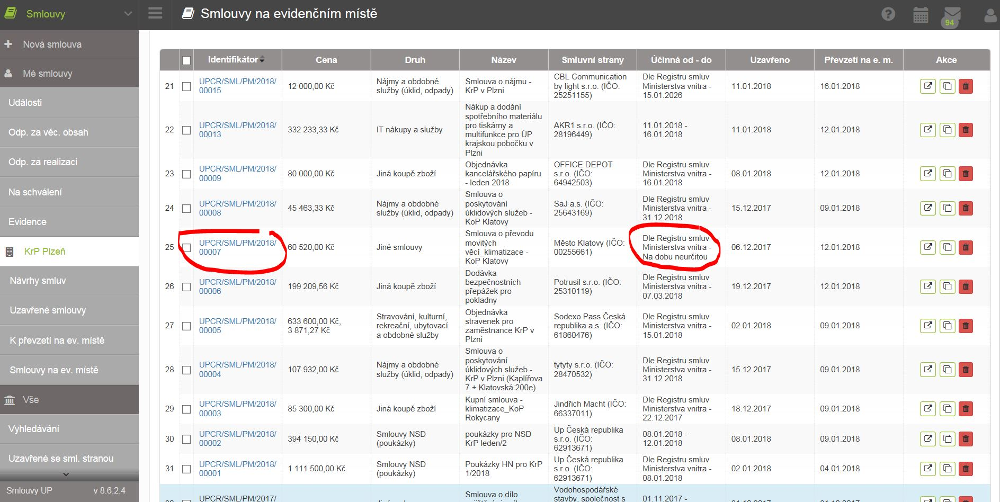 Smlouvy
Smlouvy na evidenčním místě
94
Nová smlouva
Mé smlouvy
Události
Odp. za věc. obsah
Odp. za realizaci
Na schválení
Evidence
KrP Plzeň
Návrhy smluv
Uzavřené smlouvy
K převzetí na ev. místě
Smlouvy na ev. místě
Vše
Vyhledávání
Uzavřené se sml. stranou
Smlouvy UP v 8.6.2.4
Identifikátor Cena Druh Název Smluvní strany Účinná od - do Uzavřeno Převzetí na e. m. Akce
21
UPCR/SML/PM/2018/
00015
12 000,00 Kč
Nájmy a obdobné
služby (úklid, odpady)
Smlouva o nájmu -
KrP v Plzni
CBL Communication
by light s.r.o. (IČO:
25251155)
Dle Registru smluv
Ministerstva vnitra -
15.01.2026
11.01.2018
16.01.2018
22
UPCR/SML/PM/2018/
00013
332 233,33 Kč
IT nákupy a služby
Nákup a dodání
spotřebního materiálu
pro tiskárny a
multifunkce pro ÚP
krajskou pobočku v
Plzni
AKR1 s.r.o. (IČO:
28196449)
11.01.2018 -
16.01.2018
11.01.2018
12.01.2018
23
UPCR/SML/PM/2018/
00009
80 000,00 Kč
Jiná koupě zboží
Objednávka
kancelářského papíru
- leden 2018
OFFICE DEPOT
s.r.o. (IČO:
64942503)
Dle Registru smluv
Ministerstva vnitra -
16.01.2018
08.01.2018
12.01.2018
24
UPCR/SML/PM/2018/
00008
45 463,33 Kč
Nájmy a obdobné
služby (úklid, odpady)
Smlouva o
poskytování
úklidových služeb -
KoP Klatovy
SaJ a.s. (IČO:
25643169)
Dle Registru smluv
Ministerstva vnitra -
31.12.2018
15.12.2017
09.01.2018
25
UPCR/SML/PM/2018/
00007
60 520,00 Kč
Jiné smlouvy
Smlouva o převodu
movitých
věcí_klimatizace -
KoP Klatovy
Město Klatovy (IČO:
00255661)
Dle Registru smluv
Ministerstva vnitra -
Na dobu neurčitou
06.12.2017
12.01.2018
26
UPCR/SML/PM/2018/
00006
199 209,56 Kč
Jiná koupě zboží
Dodávka
bezpečnostních
přepážek pro
pokladny
Potrusil s.r.o. (IČO:
25310119)
Dle Registru smluv
Ministerstva vnitra -
07.03.2018
19.12.2017
12.01.2018
27
UPCR/SML/PM/2018/
00005
633 600,00 Kč,
3 871,27 Kč
Stravování, kulturní,
rekreační, ubytovací
a obdobné služby
Objednávka
stravenek pro
zaměstnance KrP v
Plzni
Sodexo Pass Česká
republika a.s. (IČO:
61860476)
Dle Registru smluv
Ministerstva vnitra -
15.01.2018
02.01.2018
09.01.2018
28
UPCR/SML/PM/2018/
00004
107 932,00 Kč
Nájmy a obdobné
služby (úklid, odpady)
Smlouva o
poskytování
úklidových služeb -
KrP v Plzni (Kaplířova
7 + Klatovská 200e)
tytyty s.r.o. (IČO:
28470532)
Dle Registru smluv
Ministerstva vnitra -
31.12.2018
15.12.2017
09.01.2018
29
UPCR/SML/PM/2018/
00003
85 300,00 Kč
Jiná koupě zboží
Kupní smlouva -
klimatizace_KoP
Rokycany
Jindřich Macht (IČO:
66337011)
Dle Registru smluv
Ministerstva vnitra -
22.12.2017
18.12.2017
09.01.2018
30
UPCR/SML/PM/2018/
00002
394 150,00 Kč
Smlouvy NSD
(poukázky)
poukázky pro NSD
KrP leden/2
Up Česká republika
s.r.o. (IČO:
62913671)
08.01.2018 -
12.01.2018
08.01.2018
09.01.2018
31
UPCR/SML/PM/2018/
00001
1 111 500,00 Kč
Smlouvy NSD
(poukázky)
Poukázky HN pro KrP
1/2018
Up Česká republika
s.r.o. (IČO:
62913671)
Dle Registru smluv
Ministerstva vnitra -
08.01.2018
02.01.2018
04.01.2018
UPCR/SML/PM/2017/
Smlouva o dílo
Vodohospodářské
stavby, společnost s
01.11.2017 -